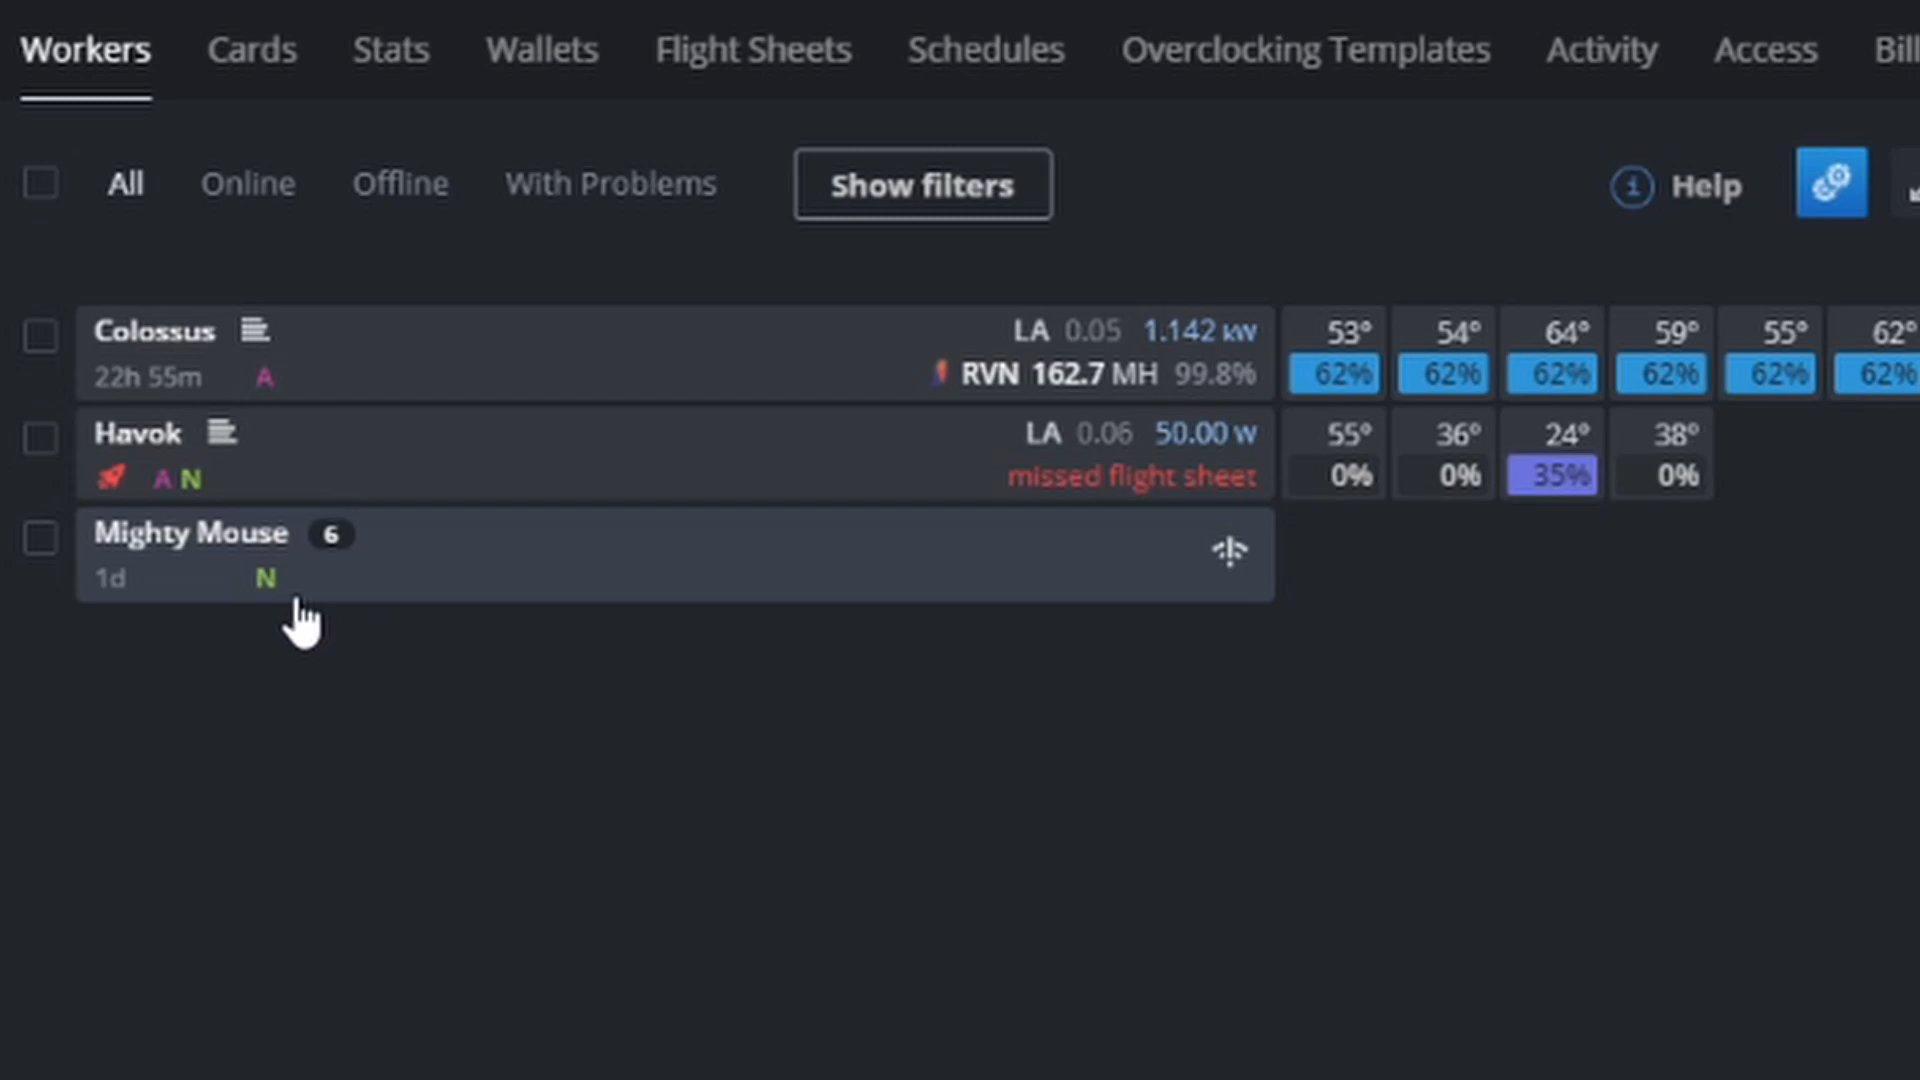 Workers Cards Stats Wallets Flight Sheets Schedules Overclocking Templates Activity Access Bill
All Online Offline With Problems Show filters Help
Colossus LA 0.05 1.142 kw 53° 54° 64° 59° 55° 62°
22h 55m A RVN 162.7 MH 99.8% 62% 62% 62% 62% 62% 62%
Havok LA 0.06 50.00 w 55° 36° 24° 38°
A N missed flight sheet 0% 0% 35% 0%
Mighty Mouse 6
1d N